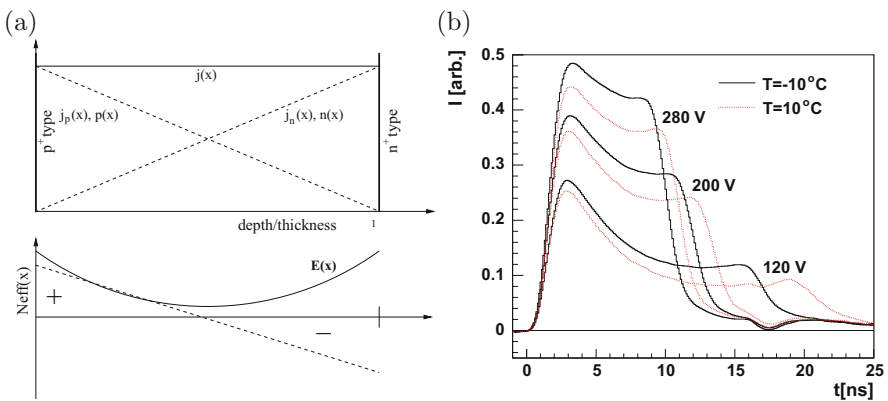 (a)
j(x)
jp(x), p(x)
jn(x), n(x)
p+type
n+type
depth/thickness
1
Neff(x)
E(x)
+
−
(b)
I [arb.]
0.5
0.4
0.3
0.2
0.1
0
T=-10°C
T=10°C
280 V
200 V
120 V
0
5
10
15
20
25
t[ns]